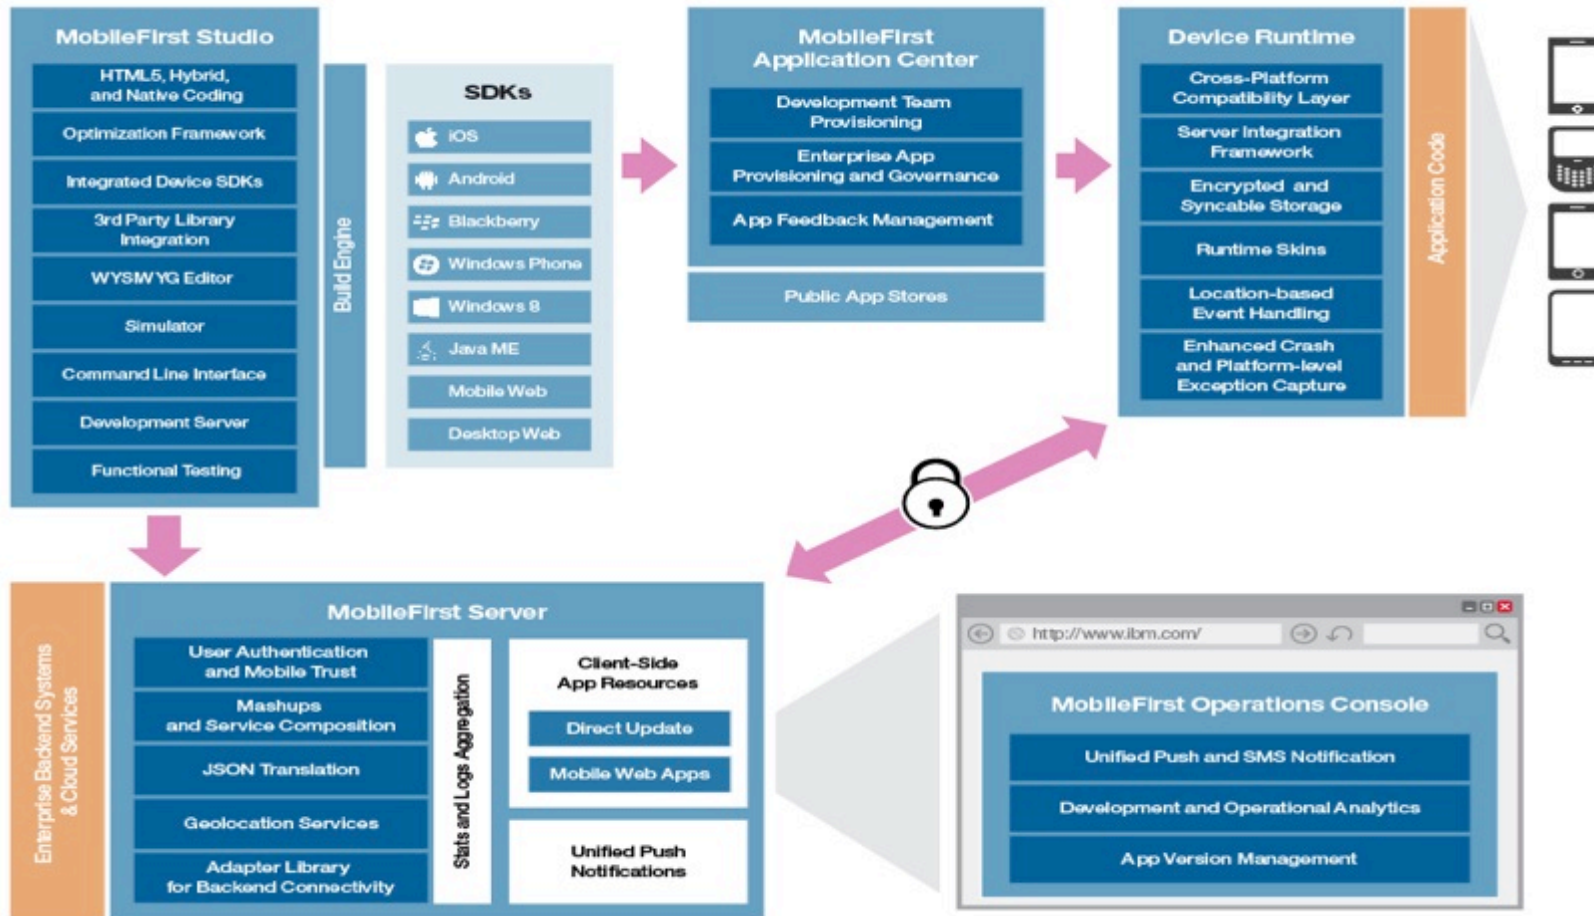 MobileFirst Studio
HTML5, Hybrid,
and Native Coding
Optimization Framework
Integrated Device SDKs
3rd Party Library
Integration
WYSIWYG Editor
Simulator
Command Line Interface
Development Server
Functional Testing
Build Engine
SDKs
iOS
Android
Blackberry
Windows Phone
Windows 8
Java ME
Mobile Web
Desktop Web
MobileFirst
Application Center
Development Team
Provisioning
Enterprise App
Provisioning and Governance
App Feedback Management
Public App Stores
Device Runtime
Cross-Platform
Compatibility Layer
Server Integration
Framework
Encrypted and
Syncable Storage
Runtime Skins
Location-based
Event Handling
Enhanced Crash
and Platform-level
Exception Capture
Application Code
Enterprise Backend Systems
& Cloud Services
MobileFirst Server
User Authentication
and Mobile Trust
Mashups
and Service Composition
JSON Translation
Geolocation Services
Adapter Library
for Backend Connectivity
Stats and Logs Aggregation
Client-Side
App Resources
Direct Update
Mobile Web Apps
Unified Push
Notifications
http://www.ibm.com/
MobileFirst Operations Console
Unified Push and SMS Notification
Development and Operational Analytics
App Version Management